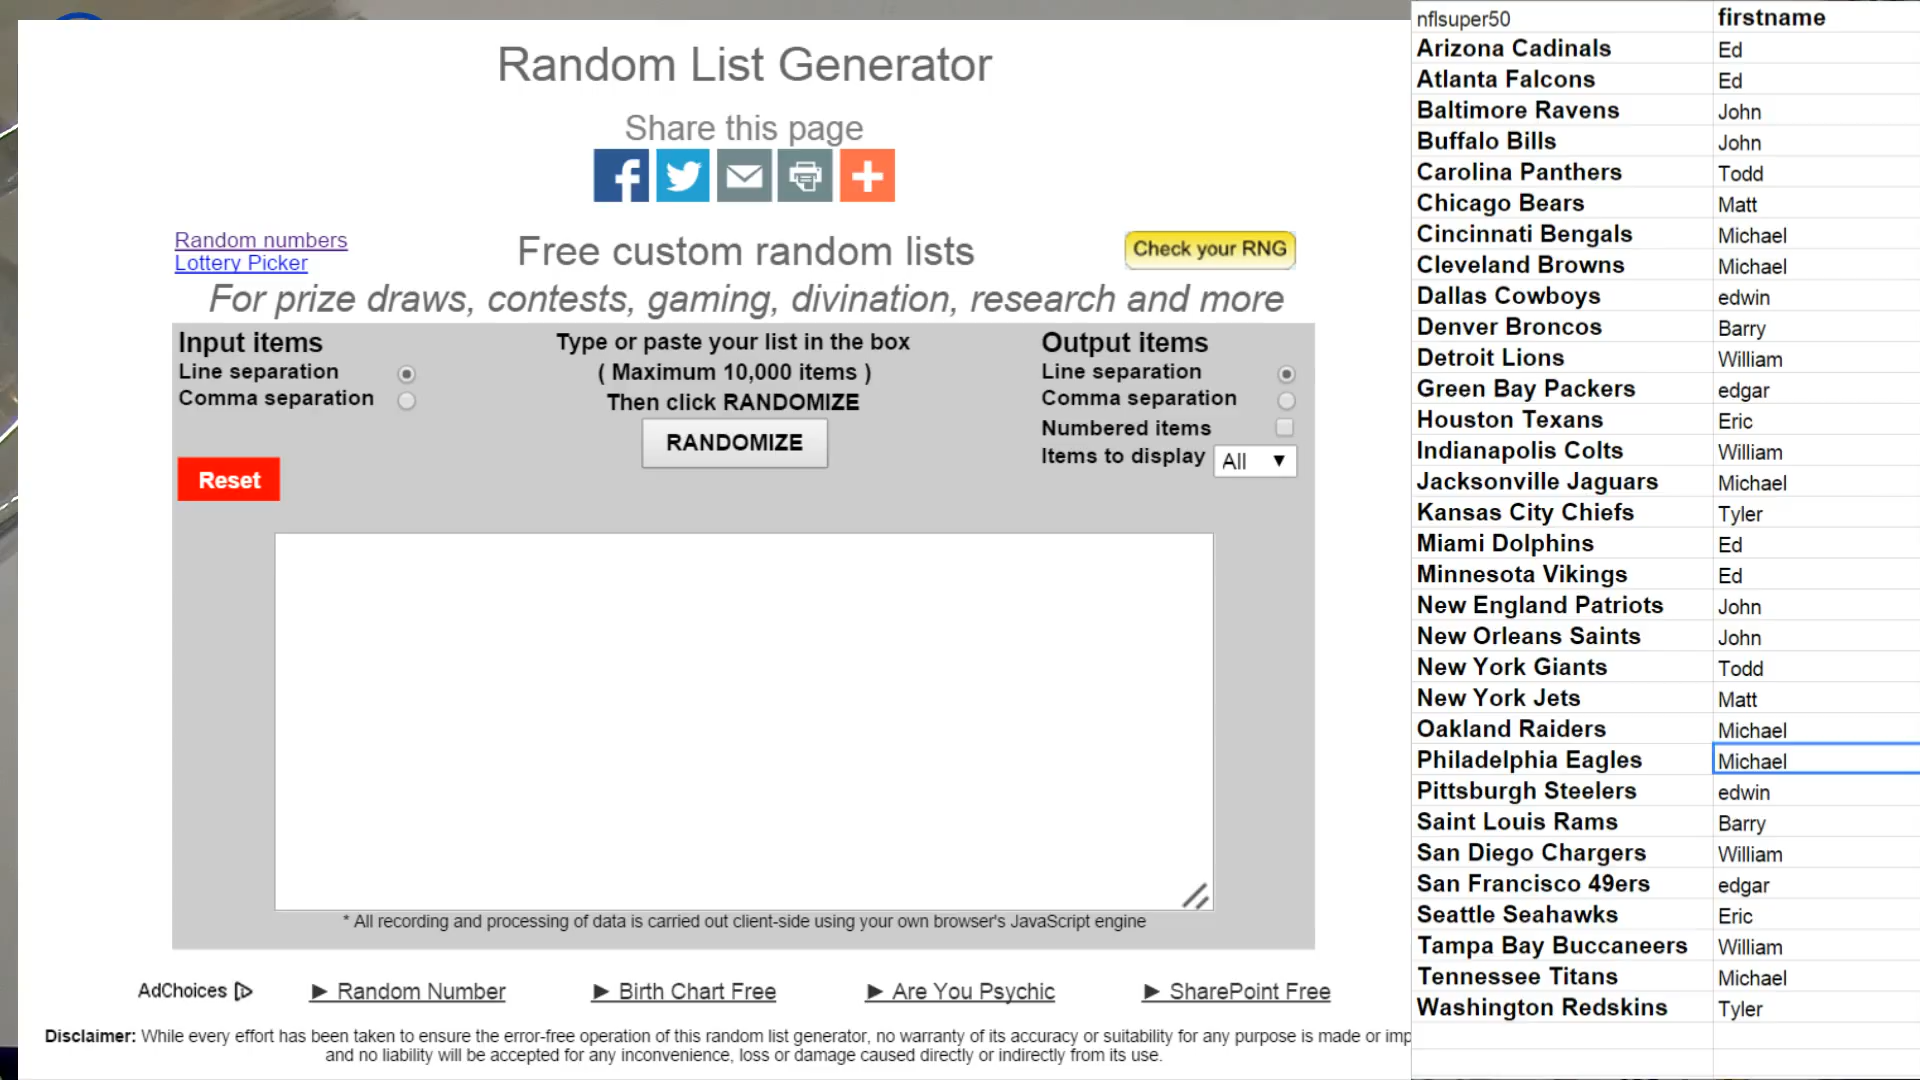 Random List Generator
Share this page
Random numbers
Lottery Picker
Free custom random lists
Check your RNG
For prize draws, contests, gaming, divination, research and more
Input items
Line separation
Comma separation
Reset
Type or paste your list in the box
( Maximum 10,000 items )
Then click RANDOMIZE
RANDOMIZE
Output items
Line separation
Comma separation
Numbered items
Items to display All
* All recording and processing of data is carried out client-side using your own browser's JavaScript engine
AdChoices
Random Number
Birth Chart Free
Are You Psychic
SharePoint Free
Disclaimer: While every effort has been taken to ensure the error-free operation of this random list generator, no warranty of its accuracy or suitability for any purpose is made or imp
and no liability will be accepted for any inconvenience, loss or damage caused directly or indirectly from its use.
nflsuper50 firstname
Arizona Cadinals Ed
Atlanta Falcons Ed
Baltimore Ravens John
Buffalo Bills John
Carolina Panthers Todd
Chicago Bears Matt
Cincinnati Bengals Michael
Cleveland Browns Michael
Dallas Cowboys edwin
Denver Broncos Barry
Detroit Lions William
Green Bay Packers edgar
Houston Texans Eric
Indianapolis Colts William
Jacksonville Jaguars Michael
Kansas City Chiefs Tyler
Miami Dolphins Ed
Minnesota Vikings Ed
New England Patriots John
New Orleans Saints John
New York Giants Todd
New York Jets Matt
Oakland Raiders Michael
Philadelphia Eagles Michael
Pittsburgh Steelers edwin
Saint Louis Rams Barry
San Diego Chargers William
San Francisco 49ers edgar
Seattle Seahawks Eric
Tampa Bay Buccaneers William
Tennessee Titans Michael
Washington Redskins Tyler